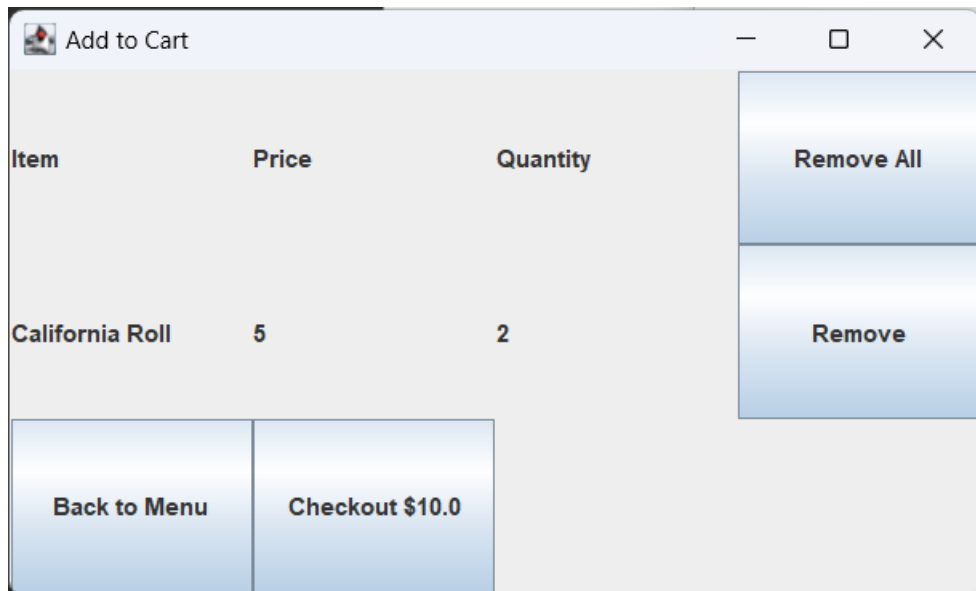 Add to Cart
Item Price Quantity Remove All
California Roll 5 2 Remove
Back to Menu Checkout $10.0